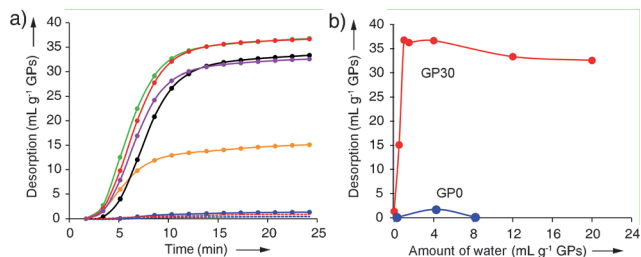 a)
Desorption (mL g⁻¹ GPs)
40
35
30
25
20
15
10
5
0
0 5 10 15 20 25
Time (min)
b)
Desorption (mL g⁻¹ GPs)
40
35
30
25
20
15
10
5
0
GP30
GP0
0 4 8 12 16 20 24
Amount of water (mL g⁻¹ GPs)